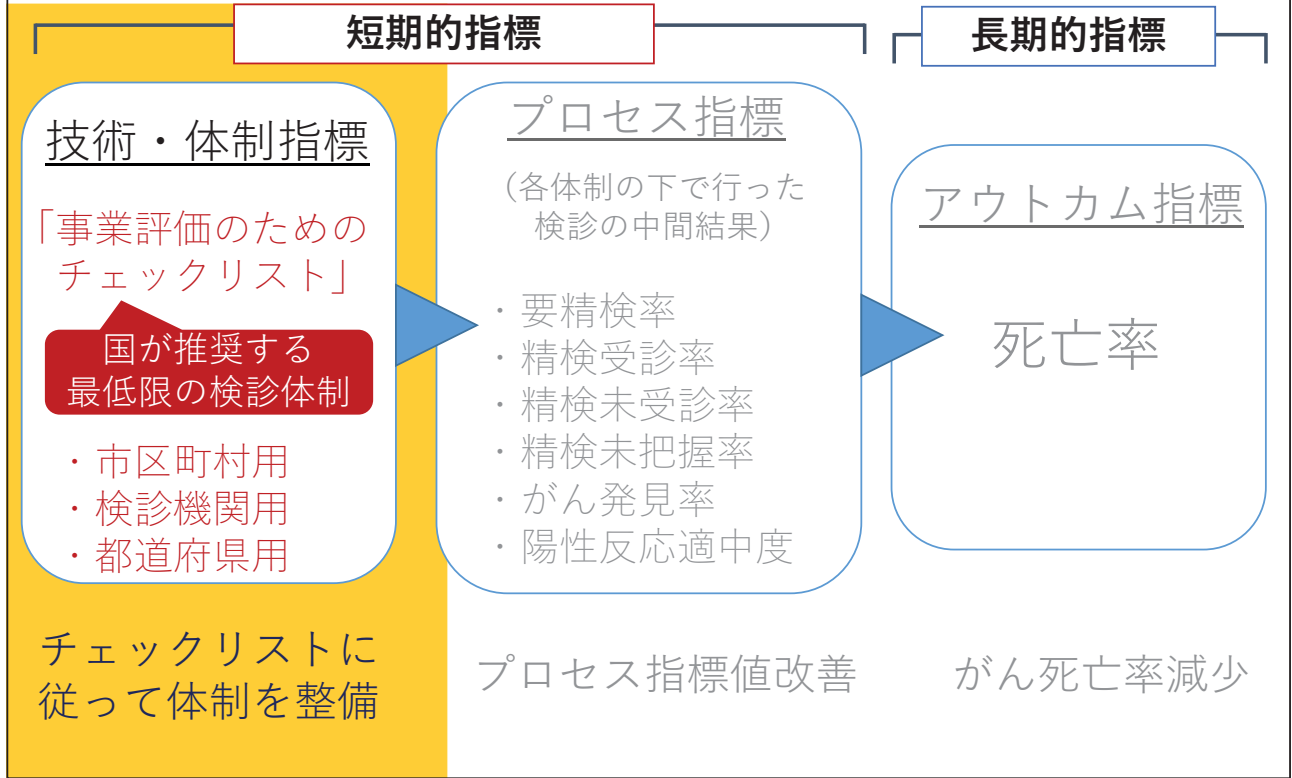 短期的指標
長期的指標
技術・体制指標
「事業評価のための
チェックリスト」
国が推奨する
最低限の検診体制
・市区町村用
・検診機関用
・都道府県用
チェックリストに
従って体制を整備
プロセス指標
（各体制の下で行った
検診の中間結果）
・要精検率
・精検受診率
・精検未受診率
・精検未把握率
・がん発見率
・陽性反応適中度
プロセス指標値改善
アウトカム指標
死亡率
がん死亡率減少